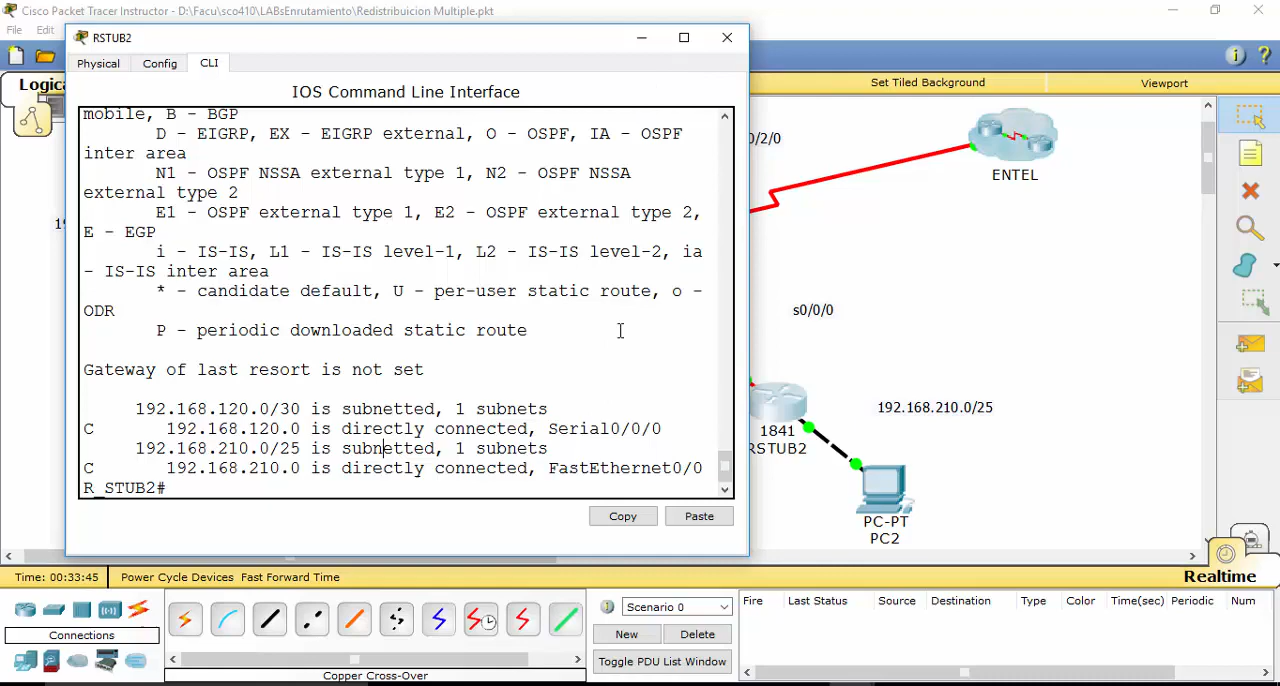 Cisco Packet Tracer Instructor - D:\Facu\sco410\LABsEnrutamiento\Redistribuicion Multiple.pkt
File Edit
RSTUB2
Physical Config CLI
Logica
Set Tiled Background
Viewport
IOS Command Line Interface
mobile, B - BGP
D - EIGRP, EX - EIGRP external, O - OSPF, IA - OSPF
inter area
N1 - OSPF NSSA external type 1, N2 - OSPF NSSA
external type 2
E1 - OSPF external type 1, E2 - OSPF external type 2,
E - EGP
i - IS-IS, L1 - IS-IS level-1, L2 - IS-IS level-2, ia
- IS-IS inter area
* - candidate default, U - per-user static route, o -
ODR
P - periodic downloaded static route
Gateway of last resort is not set
192.168.120.0/30 is subnetted, 1 subnets
C 192.168.120.0 is directly connected, Serial0/0/0
192.168.210.0/25 is subnetted, 1 subnets
C 192.168.210.0 is directly connected, FastEthernet0/0
R_STUB2#
Copy Paste
19
0/2/0
ENTEL
s0/0/0
192.168.210.0/25
1841
RSTUB2
PC-PT
PC2
Time: 00:33:45 Power Cycle Devices Fast Forward Time
Realtime
Connections
Copper Cross-Over
Scenario 0
New Delete
Toggle PDU List Window
Fire Last Status Source Destination Type Color Time(sec) Periodic Num